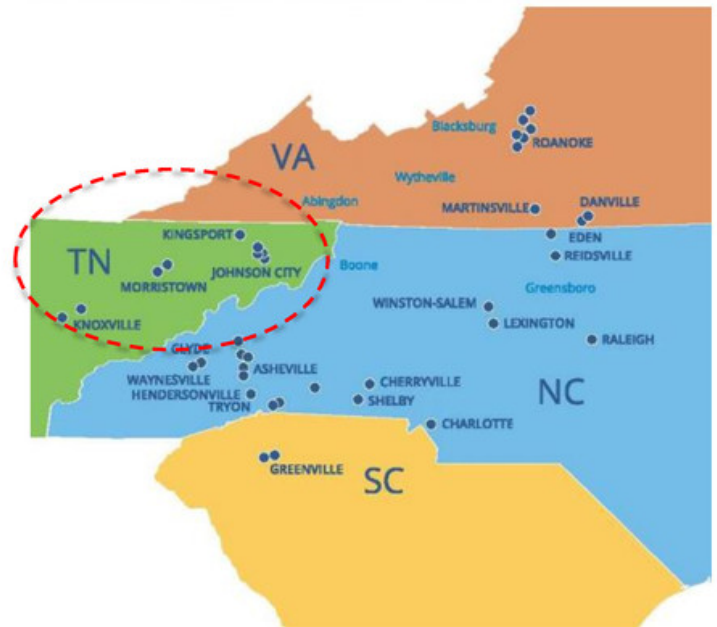 Blacksburg
ROANOKE
VA
Wytheville
Abingdon
MARTINSVILLE
DANVILLE
KINGSPORT
EDEN
TN
REIDSVILLE
JOHNSON CITY
Boone
MORRISTOWN
Greensboro
WINSTON-SALEM
KNOXVILLE
LEXINGTON
RALEIGH
CLYDE
ASHEVILLE
WAYNESVILLE
CHERRYVILLE
HENDERSONVILLE
NC
SHELBY
TRYON
CHARLOTTE
GREENVILLE
SC